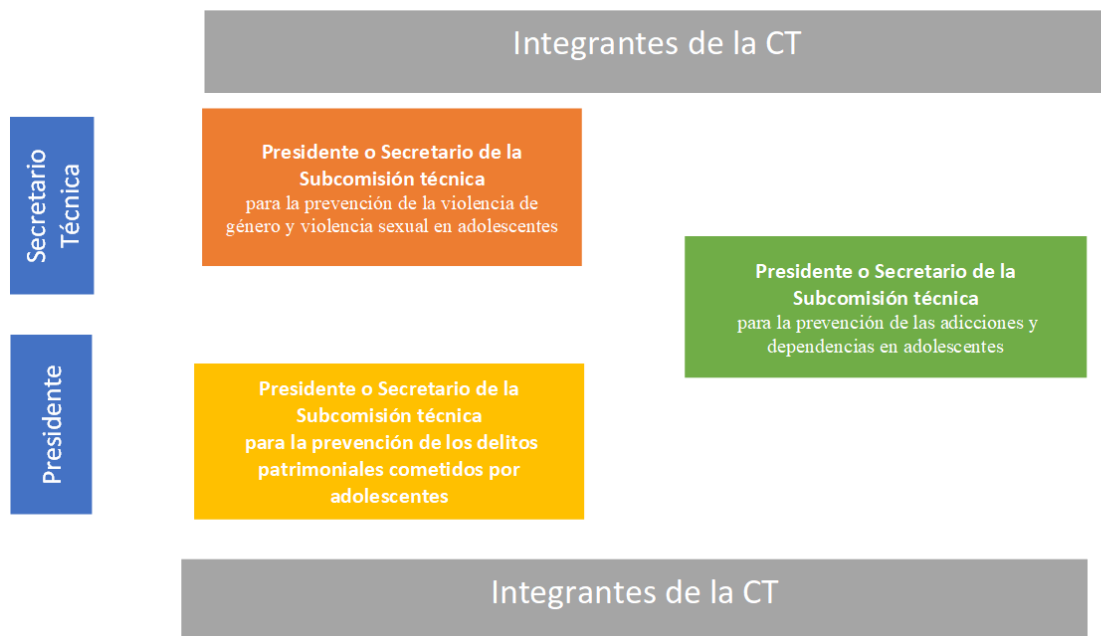 Integrantes de la CT
Secretario
Técnica
Presidente o Secretario de la
Subcomisión técnica
para la prevención de la violencia de
género y violencia sexual en adolescentes
Presidente o Secretario de la
Subcomisión técnica
para la prevención de las adicciones y
dependencias en adolescentes
Presidente
Presidente o Secretario de la
Subcomisión técnica
para la prevención de los delitos
patrimoniales cometidos por
adolescentes
Integrantes de la CT